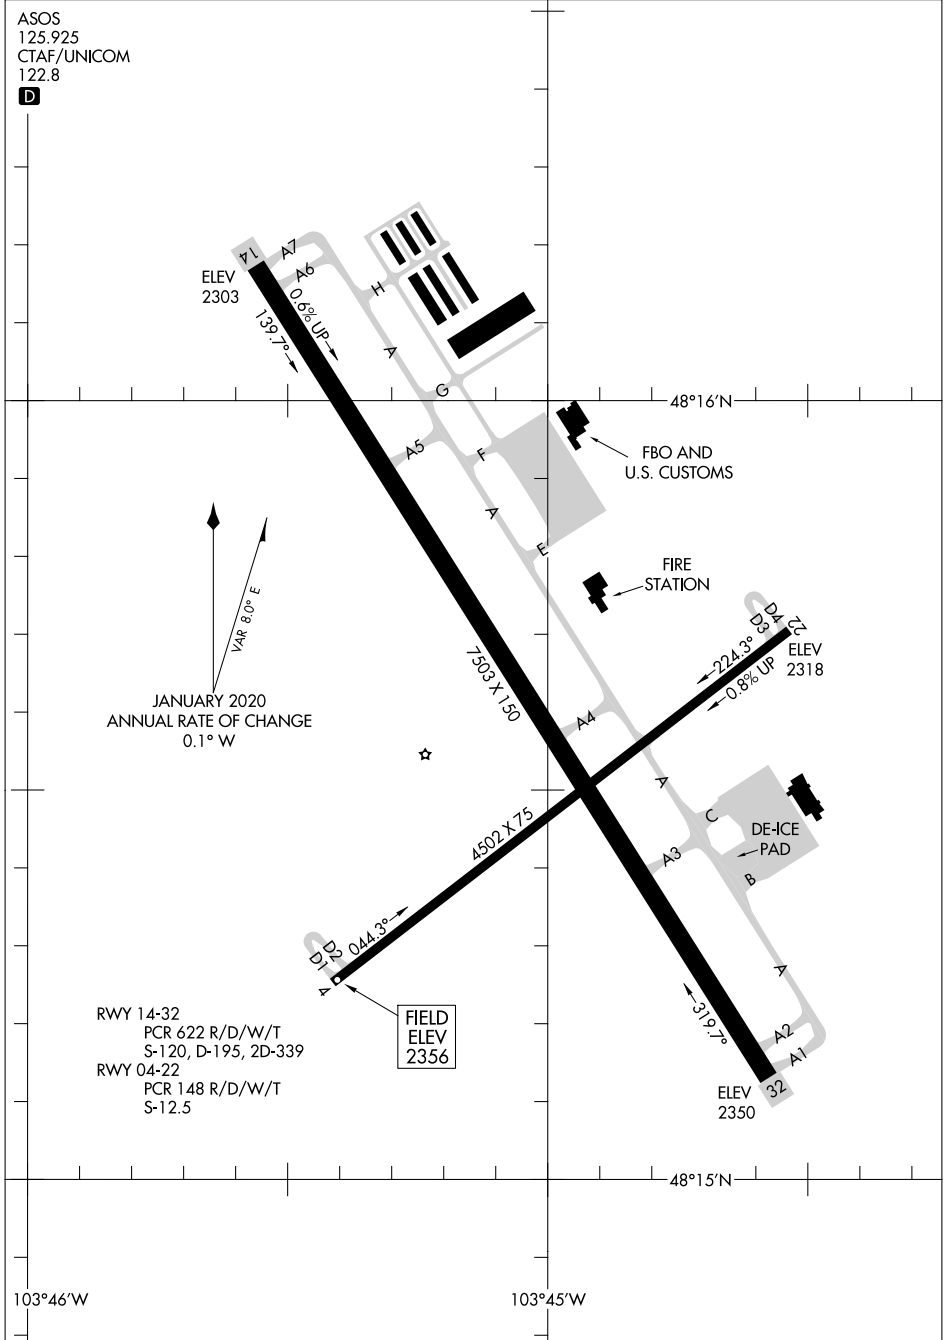 ASOS
125.925
CTAF/UNICOM
122.8
D
14
A7
A6
ELEV
2303
0.6% UP
139.7°
H
A
G
48°16'N
A5
F
FBO AND
U.S. CUSTOMS
A
E
FIRE
STATION
VAR 8.0° E
D4
D3
22
ELEV
2318
224.3°
0.8% UP
7503 X 150
JANUARY 2020
ANNUAL RATE OF CHANGE
0.1° W
A4
A
C
DE-ICE
PAD
4502 X 75
A3
B
044.3°
D2
D1
4
A
FIELD
ELEV
2356
RWY 14-32
PCR 622 R/D/W/T
S-120, D-195, 2D-339
RWY 04-22
PCR 148 R/D/W/T
S-12.5
319.7°
A2
A1
32
ELEV
2350
48°15'N
103°46'W
103°45'W